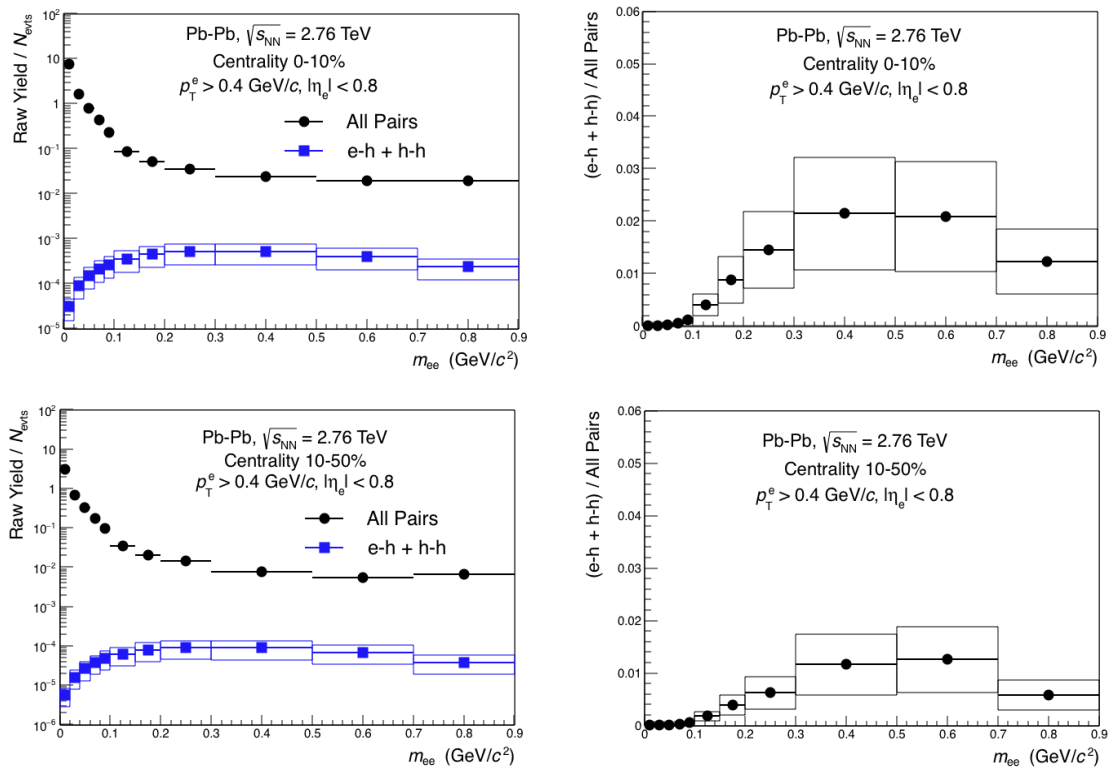 Raw Yield / N_evts
10²
10
1
10⁻¹
10⁻²
10⁻³
10⁻⁴
10⁻⁵
Pb-Pb, √s_NN = 2.76 TeV
Centrality 0-10%
p_T^e > 0.4 GeV/c, |η_e| < 0.8
All Pairs
e-h + h-h
0 0.1 0.2 0.3 0.4 0.5 0.6 0.7 0.8 0.9
m_ee (GeV/c²)
(e-h + h-h) / All Pairs
0.06
0.05
0.04
0.03
0.02
0.01
0
Pb-Pb, √s_NN = 2.76 TeV
Centrality 0-10%
p_T^e > 0.4 GeV/c, |η_e| < 0.8
0 0.1 0.2 0.3 0.4 0.5 0.6 0.7 0.8 0.9
m_ee (GeV/c²)
Raw Yield / N_evts
10²
10
1
10⁻¹
10⁻²
10⁻³
10⁻⁴
10⁻⁵
10⁻⁶
Pb-Pb, √s_NN = 2.76 TeV
Centrality 10-50%
p_T^e > 0.4 GeV/c, |η_e| < 0.8
All Pairs
e-h + h-h
0 0.1 0.2 0.3 0.4 0.5 0.6 0.7 0.8 0.9
m_ee (GeV/c²)
(e-h + h-h) / All Pairs
0.06
0.05
0.04
0.03
0.02
0.01
0
Pb-Pb, √s_NN = 2.76 TeV
Centrality 10-50%
p_T^e > 0.4 GeV/c, |η_e| < 0.8
0 0.1 0.2 0.3 0.4 0.5 0.6 0.7 0.8 0.9
m_ee (GeV/c²)